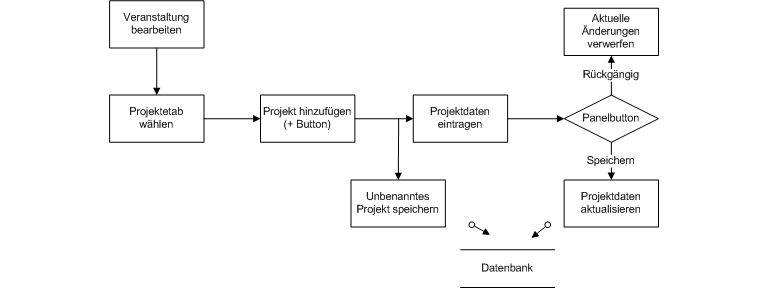 Veranstaltung
bearbeiten
Projektetab
wählen
Projekt hinzufügen
(+ Button)
Unbenanntes
Projekt speichern
Projektdaten
eintragen
Aktuelle
Änderungen
verwerfen
Rückgängig
Panelbutton
Speichern
Projektdaten
aktualisieren
Datenbank